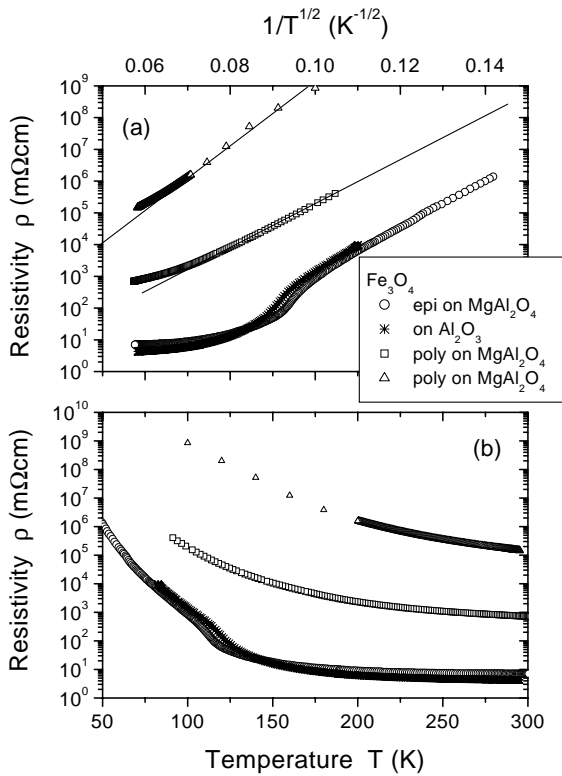 1/T^1/2 (K^-1/2)
0.06 0.08 0.10 0.12 0.14
10^9
10^8
10^7
10^6
10^5
10^4
10^3
10^2
10^1
10^0
Resistivity ρ (mΩcm)
(a)
Fe3O4
epi on MgAl2O4
on Al2O3
poly on MgAl2O4
poly on MgAl2O4
10^10
10^9
10^8
10^7
10^6
10^5
10^4
10^3
10^2
10^1
10^0
Resistivity ρ (mΩcm)
(b)
50 100 150 200 250 300
Temperature T (K)